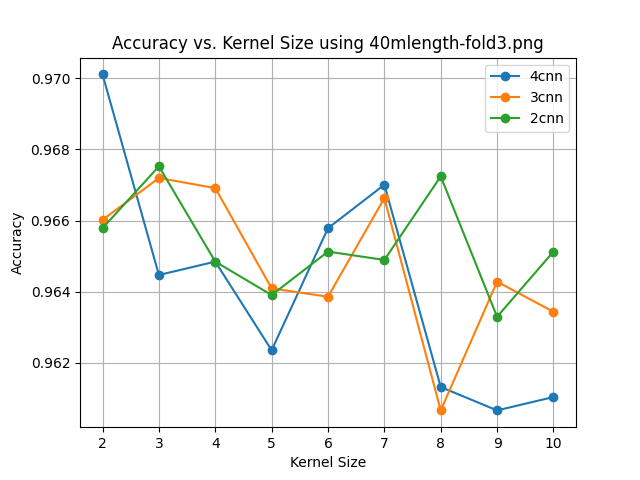 Accuracy vs. Kernel Size using 40mlength-fold3.png
4cnn
3cnn
2cnn
0.970
0.968
0.966
0.964
0.962
Accuracy
2 3 4 5 6 7 8 9 10
Kernel Size